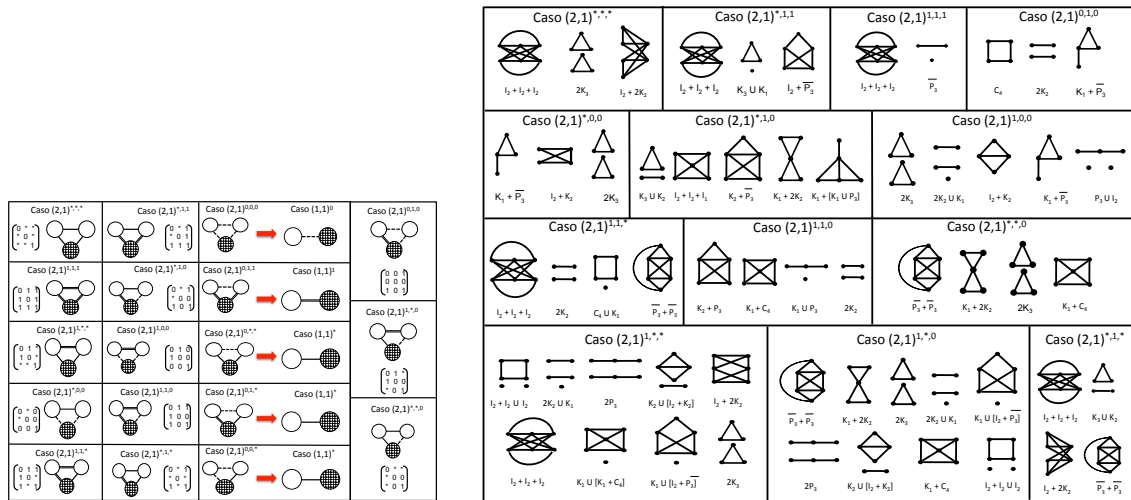 Caso (2,1)*,*,*
Caso (2,1)*,1,1
Caso (2,1)0,0,0
Caso (1,1)0
Caso (2,1)0,1,0
Caso (2,1)1,1,1
Caso (2,1)*,1,0
Caso (2,1)0,1,1
Caso (1,1)1
Caso (2,1)1,*,*
Caso (2,1)1,0,0
Caso (2,1)0,*,*
Caso (1,1)*
Caso (2,1)1,*,0
Caso (2,1)*,0,0
Caso (2,1)1,1,0
Caso (2,1)0,1,*
Caso (1,1)*
Caso (2,1)*,*,0
Caso (2,1)1,1,*
Caso (2,1)*,1,*
Caso (2,1)0,0,*
Caso (1,1)*
Caso (2,1)*,*,*
I2 + I2 + I2
2K3
I2 + 2K2
Caso (2,1)*,1,1
I2 + I2 + I2
K3 U K1
I2 + P3
Caso (2,1)1,1,1
I2 + I2 + I2
P3
Caso (2,1)0,1,0
C4
2K2
K1 + P3
Caso (2,1)*,0,0
K1 + P3
I2 + K2
2K3
Caso (2,1)*,1,0
K3 U K2
I2 + I2 + I1
K2 + P3
K1 + 2K2
K1 + [K1 U P3]
Caso (2,1)1,0,0
2K3
2K2 U K1
I2 + K2
K1 + P3
P3 U I2
Caso (2,1)1,1,*
I2 + I2 + I2
2K2
C4 U K1
P3 + P3
Caso (2,1)1,1,0
K2 + P3
K1 + C4
K1 U P3
2K2
Caso (2,1)*,*,0
P3 + P3
K1 + 2K2
2K3
K1 + C4
Caso (2,1)1,*,*
I2 + I2 U I2
2K2 U K1
2P3
K2 U [I2 + K2]
I2 + 2K2
I2 + I2 + I2
K1 U [K1 + C4]
K1 U [I2 + P3]
2K3
Caso (2,1)1,*,0
P3 + P3
K1 + 2K2
2K3
2K2 U K1
K1 U [I2 + P3]
2P3
K2 U [I2 + K2]
K1 + C4
I2 + I2 U I2
Caso (2,1)*,1,*
I2 + I2 + I2
K3 U K2
I2 + 2K2
P3 + P3